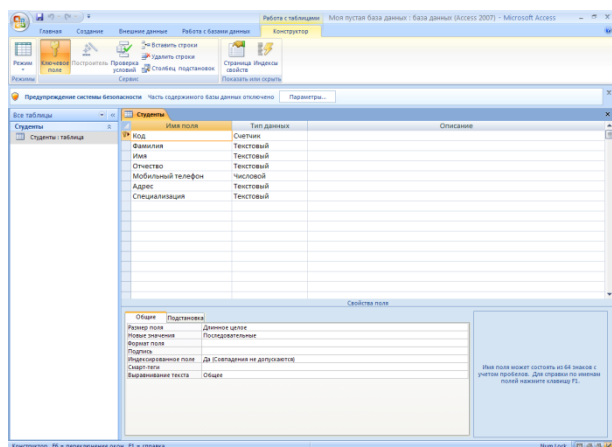 Работа с таблицами
Моя пустая база данных : база данных (Access 2007) - Microsoft Access
Главная Создание Внешние данные Работа с базами данных Конструктор
Режим
Ключевое поле
Построитель
Проверка условий
Вставить строки
Удалить строки
Столбец подстановок
Страница свойств
Индексы
Режимы Сервис Показать или скрыть
Предупреждение системы безопасности Часть содержимого базы данных отключено Параметры...
Все таблицы
Студенты
Студенты : таблица
Студенты
Имя поля Тип данных Описание
Код Счетчик
Фамилия Текстовый
Имя Текстовый
Отчество Текстовый
Мобильный телефон Числовой
Адрес Текстовый
Специализация Текстовый
Свойства поля
Общие Подстановка
Размер поля Длинное целое
Новые значения Последовательные
Формат поля
Подпись
Индексированное поле Да (Совпадения не допускаются)
Смарт-теги
Выравнивание текста Общее
Имя поля может состоять из 64 знаков с
учетом пробелов. Для справки по именам
полей нажмите клавишу F1.
Конструктор. F6 = переключение окон. F1 = справка.
Num Lock